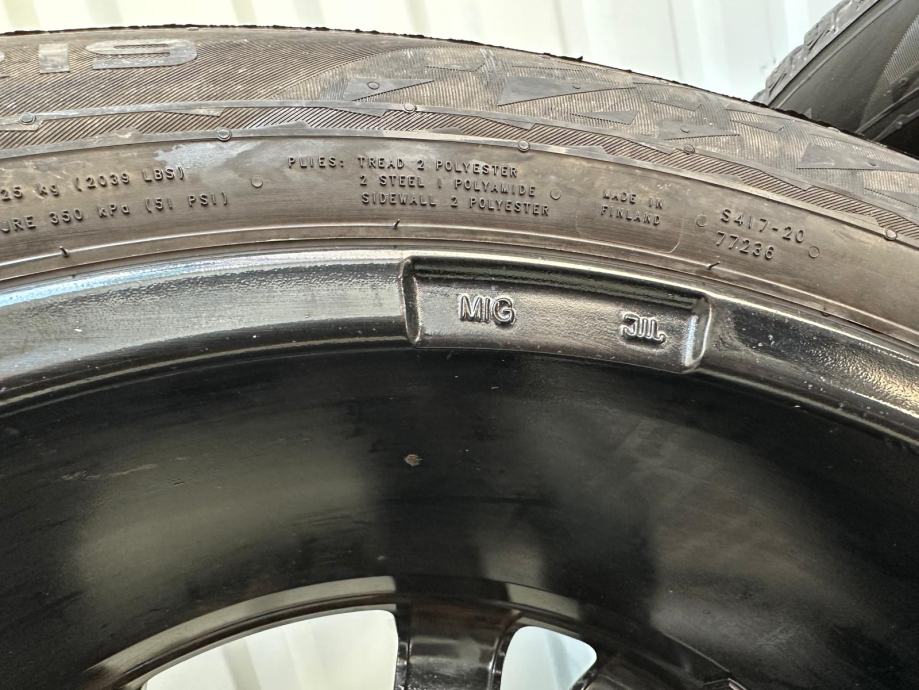 R19
25 kg (2039 LBS)
URE 350 kPa (51 PSI)
PLIES: TREAD 2 POLYESTER
2 STEEL 1 POLYAMIDE
SIDEWALL 2 POLYESTER
MADE IN
FINLAND
S417-20
77236
MIG